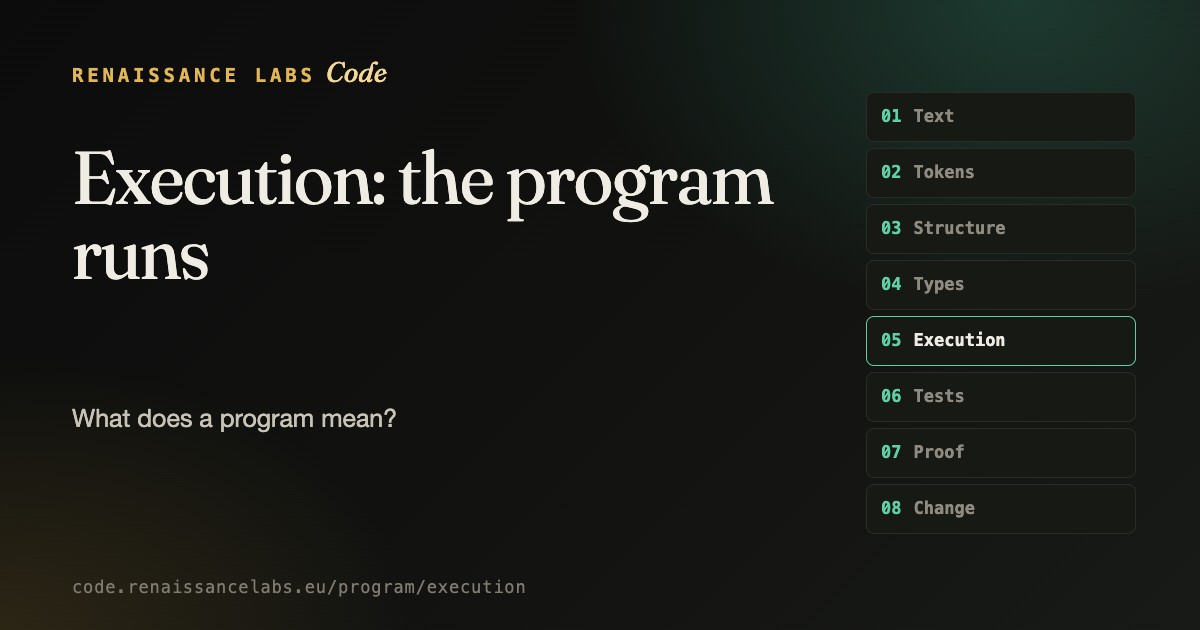 RENAISSANCE LABS Code
Execution: the program
runs
What does a program mean?
code.renaissancelabs.eu/program/execution
01 Text
02 Tokens
03 Structure
04 Types
05 Execution
06 Tests
07 Proof
08 Change